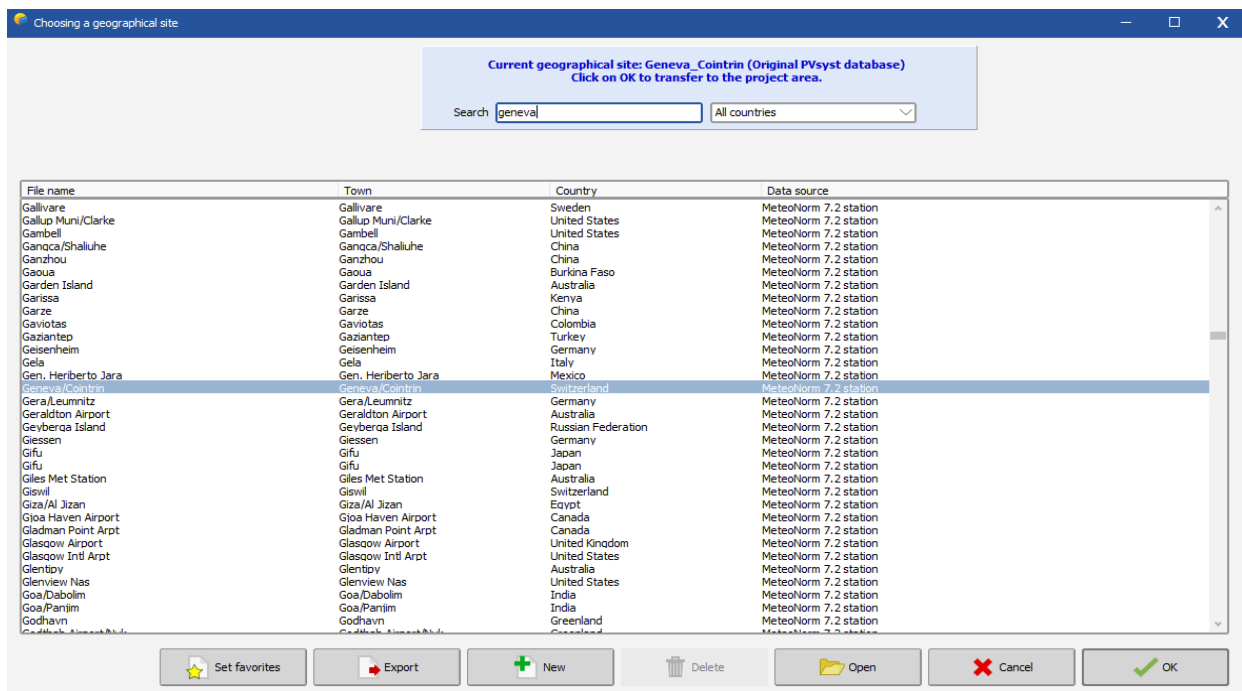 Choosing a geographical site
Current geographical site: Geneva_Cointrin (Original PVsyst database)
Click on OK to transfer to the project area.
Search geneva All countries
File name Town Country Data source
Gallivare Gallivare Sweden MeteoNorm 7.2 station
Gallup Muni/Clarke Gallup Muni/Clarke United States MeteoNorm 7.2 station
Gambell Gambell United States MeteoNorm 7.2 station
Gangca/Shaliuhe Gangca/Shaliuhe China MeteoNorm 7.2 station
Ganzhou Ganzhou China MeteoNorm 7.2 station
Gaoua Gaoua Burkina Faso MeteoNorm 7.2 station
Garden Island Garden Island Australia MeteoNorm 7.2 station
Garissa Garissa Kenya MeteoNorm 7.2 station
Garze Garze China MeteoNorm 7.2 station
Gaviotas Gaviotas Colombia MeteoNorm 7.2 station
Gaziantep Gaziantep Turkey MeteoNorm 7.2 station
Geisenheim Geisenheim Germany MeteoNorm 7.2 station
Gela Gela Italy MeteoNorm 7.2 station
Gen. Heriberto Jara Gen. Heriberto Jara Mexico MeteoNorm 7.2 station
Geneva/Cointrin Geneva/Cointrin Switzerland MeteoNorm 7.2 station
Gera/Leumnitz Gera/Leumnitz Germany MeteoNorm 7.2 station
Geraldton Airport Geraldton Airport Australia MeteoNorm 7.2 station
Geyberga Island Geyberga Island Russian Federation MeteoNorm 7.2 station
Giessen Giessen Germany MeteoNorm 7.2 station
Gifu Gifu Japan MeteoNorm 7.2 station
Gifu Gifu Japan MeteoNorm 7.2 station
Giles Met Station Giles Met Station Australia MeteoNorm 7.2 station
Giswil Giswil Switzerland MeteoNorm 7.2 station
Giza/Al Jizan Giza/Al Jizan Egypt MeteoNorm 7.2 station
Gjoa Haven Airport Gjoa Haven Airport Canada MeteoNorm 7.2 station
Gladman Point Arpt Gladman Point Arpt Canada MeteoNorm 7.2 station
Glasgow Airport Glasgow Airport United Kingdom MeteoNorm 7.2 station
Glasgow Intl Arpt Glasgow Intl Arpt United States MeteoNorm 7.2 station
Glentipy Glentipy Australia MeteoNorm 7.2 station
Glenview Nas Glenview Nas United States MeteoNorm 7.2 station
Goa/Dabolim Goa/Dabolim India MeteoNorm 7.2 station
Goa/Panjim Goa/Panjim India MeteoNorm 7.2 station
Godhavn Godhavn Greenland MeteoNorm 7.2 station
Set favorites Export New Delete Open Cancel OK